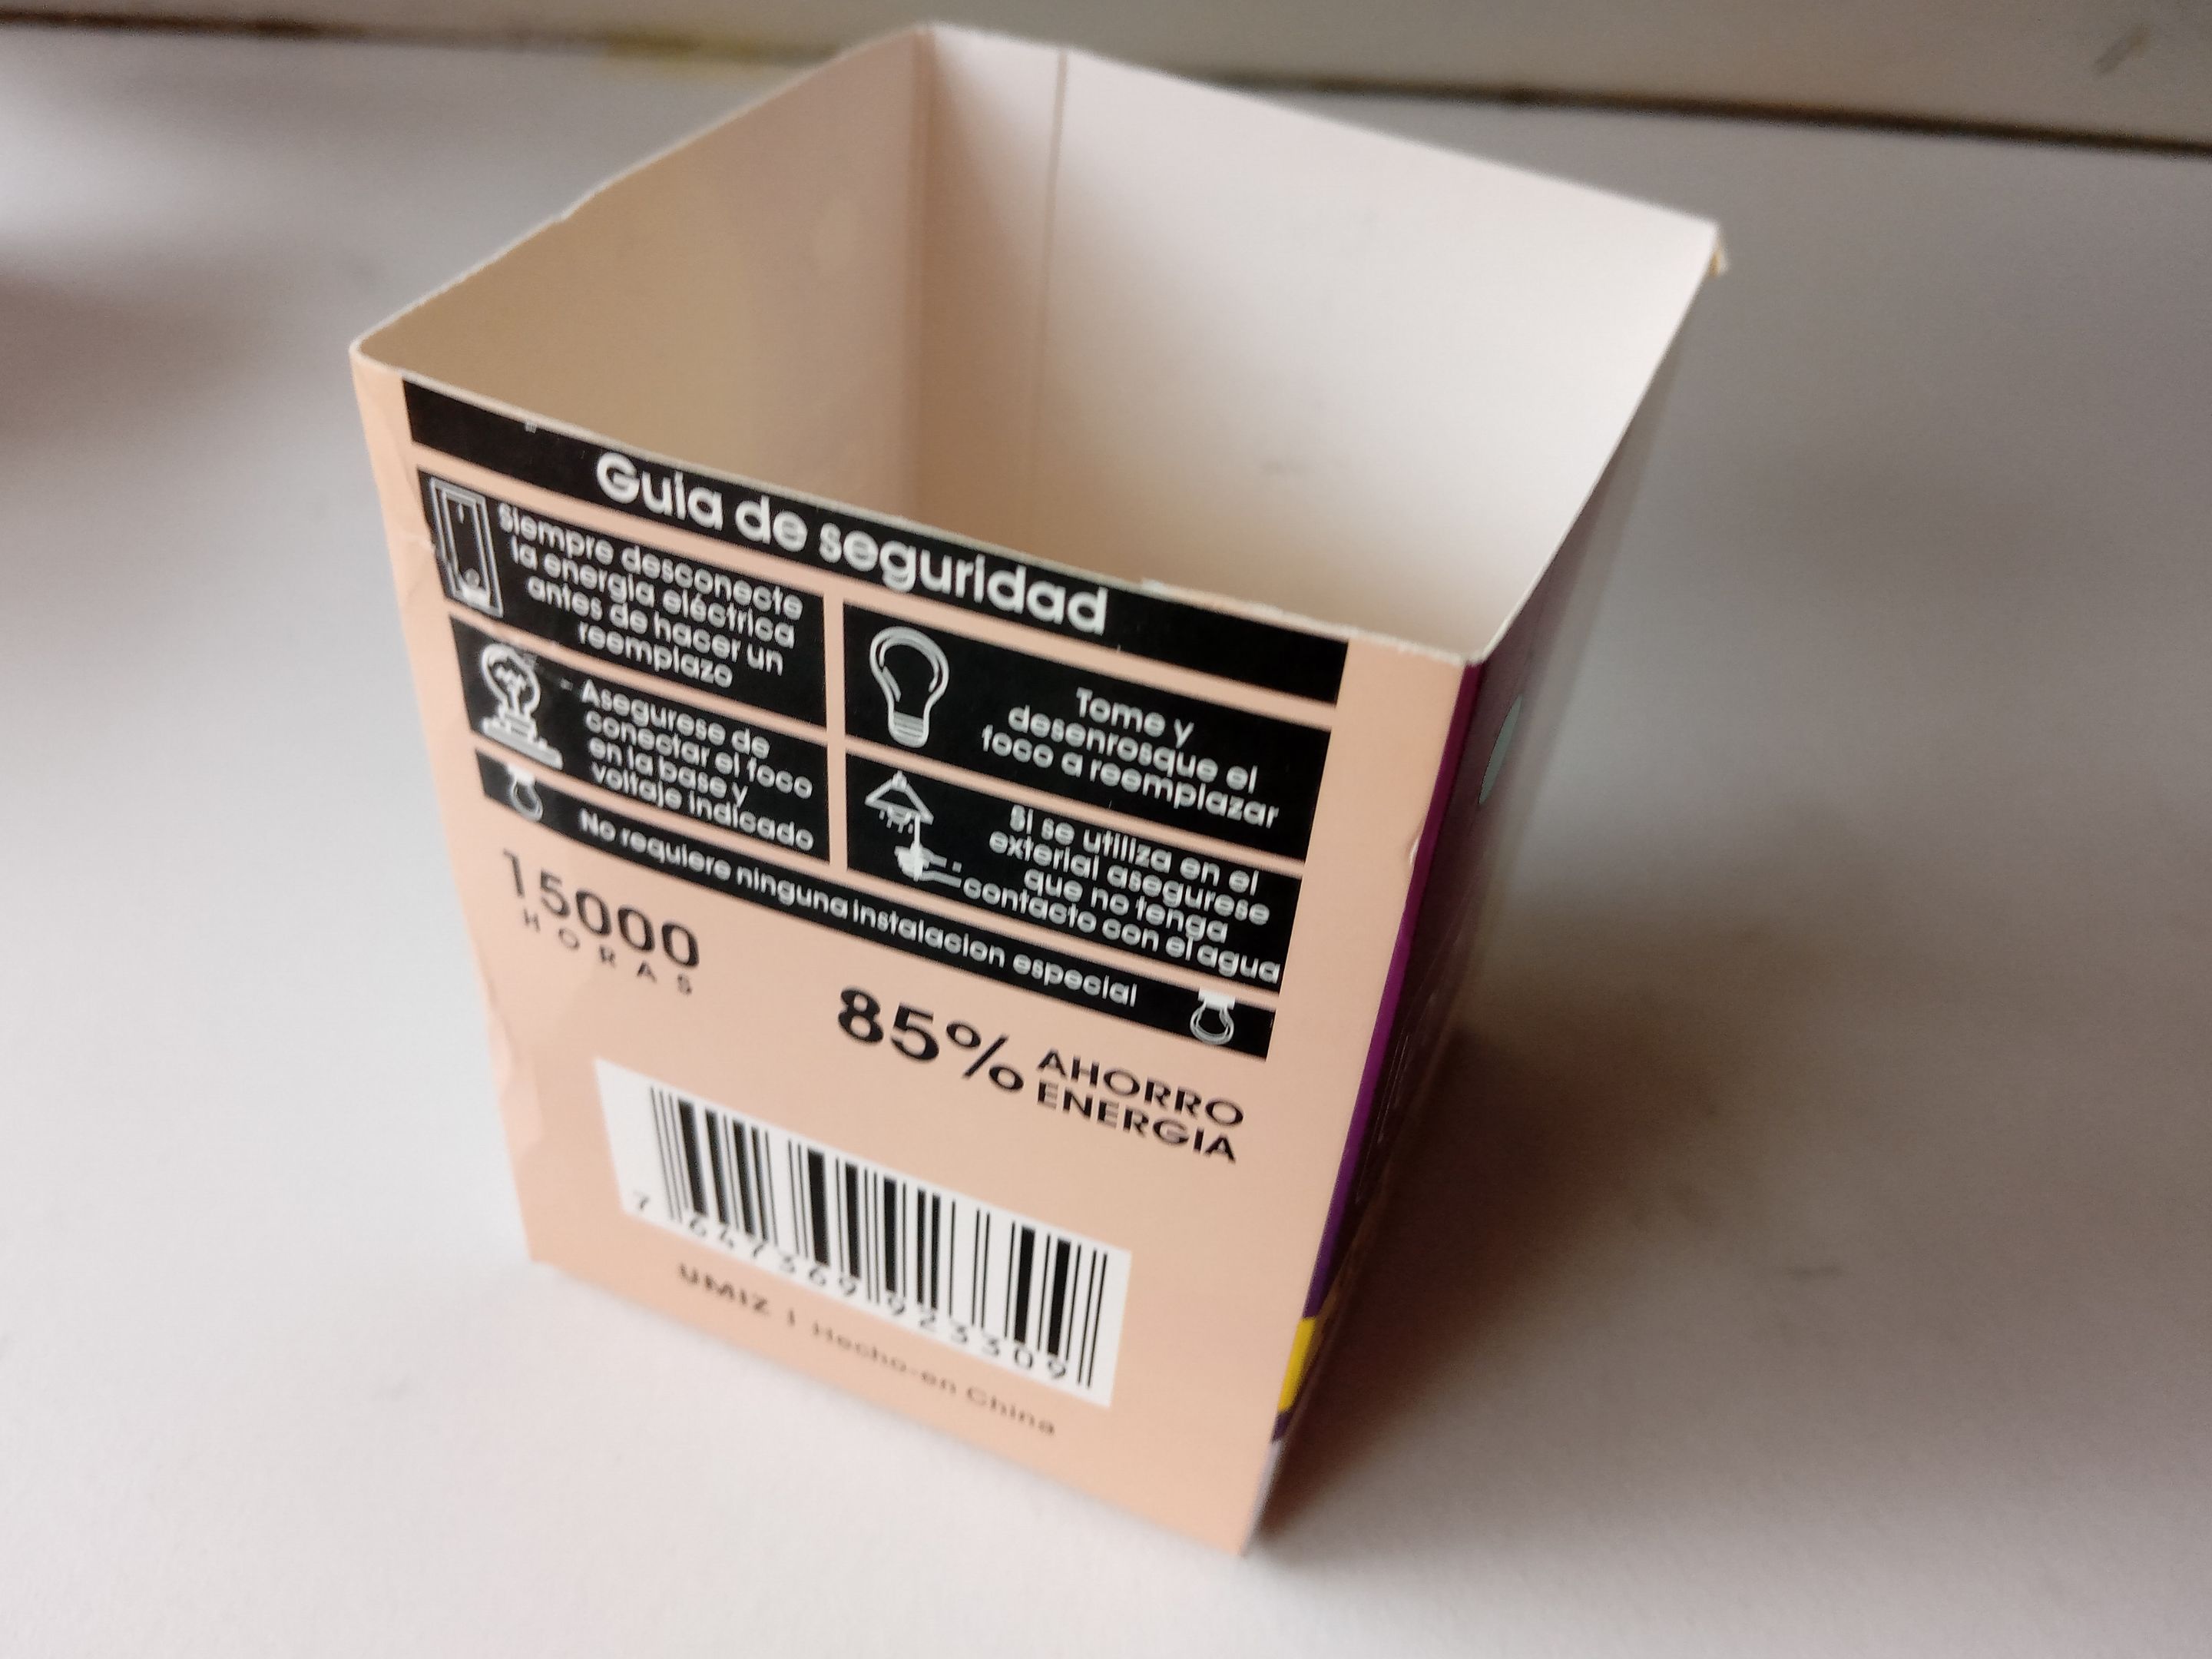 Guia de seguridad
Siempre desconecte
la energia eléctrica
antes de hacer un
reemplazo
Tome y
desenrosque el
foco a reemplazar
Asegurese de
conectar el foco
en la base y
voltaje indicado
Si se utiliza en el
exterial asegurese
que no tenga
contacto con el agua
No requiere ninguna instalacion especial
15000
HORAS
85% AHORRO
ENERGIA
7 647369 923309
UMIZ | Hecho-en China